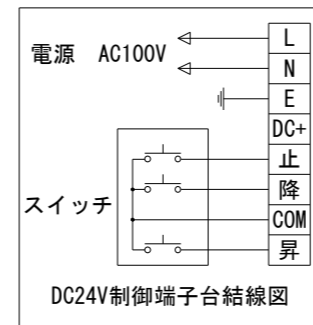 電源 AC100V
L
N
E
DC+
止
降
COM
昇
スイッチ
DC24V制御端子台結線図